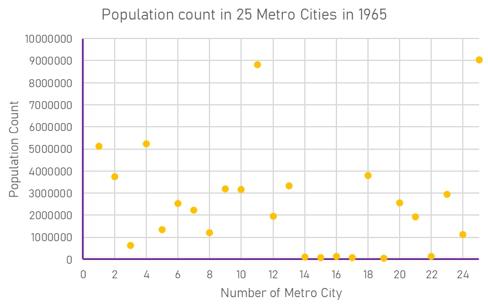 Population count in 25 Metro Cities in 1965
Population Count
10000000
9000000
8000000
7000000
6000000
5000000
4000000
3000000
2000000
1000000
0
0 2 4 6 8 10 12 14 16 18 20 22 24
Number of Metro City